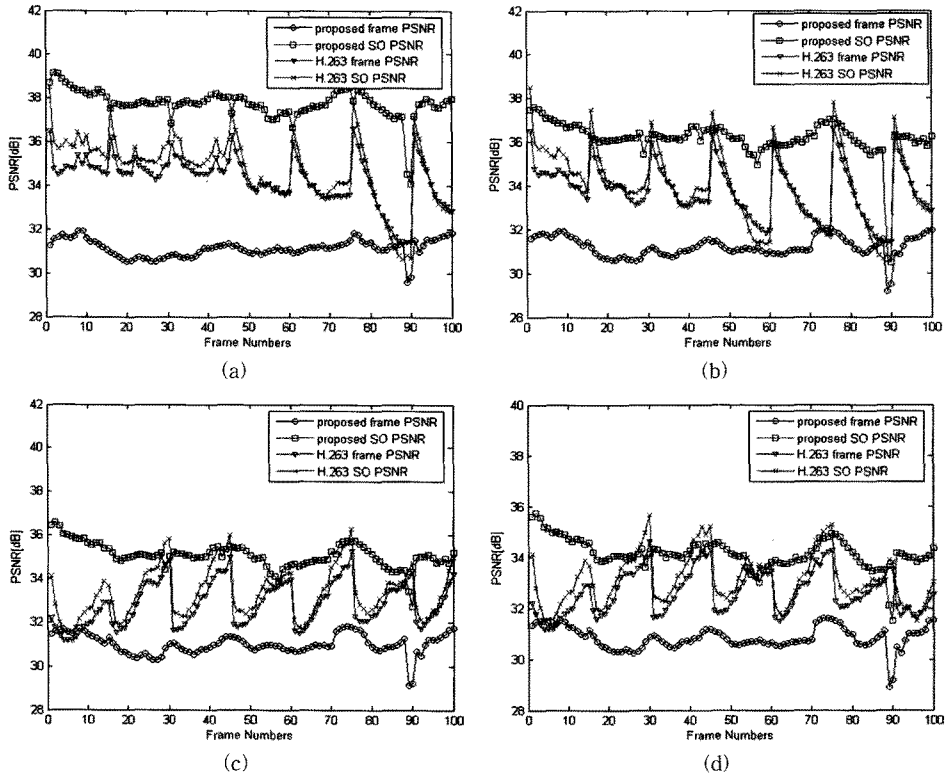 42
40
38
36
34
32
30
28
PSNR[dB]
proposed frame PSNR
proposed SO PSNR
H.263 frame PSNR
H.263 SO PSNR
0 10 20 30 40 50 60 70 80 90 100
Frame Numbers
(a)
42
40
38
36
34
32
30
28
PSNR[dB]
proposed frame PSNR
proposed SO PSNR
H.263 frame PSNR
H.263 SO PSNR
0 10 20 30 40 50 60 70 80 90 100
Frame Numbers
(b)
42
40
38
36
34
32
30
28
PSNR[dB]
proposed frame PSNR
proposed SO PSNR
H.263 frame PSNR
H.263 SO PSNR
0 10 20 30 40 50 60 70 80 90 100
Frame Numbers
(c)
40
38
36
34
32
30
28
PSNR[dB]
proposed frame PSNR
proposed SO PSNR
H.263 frame PSNR
H.263 SO PSNR
0 10 20 30 40 50 60 70 80 90 100
Frame Numbers
(d)